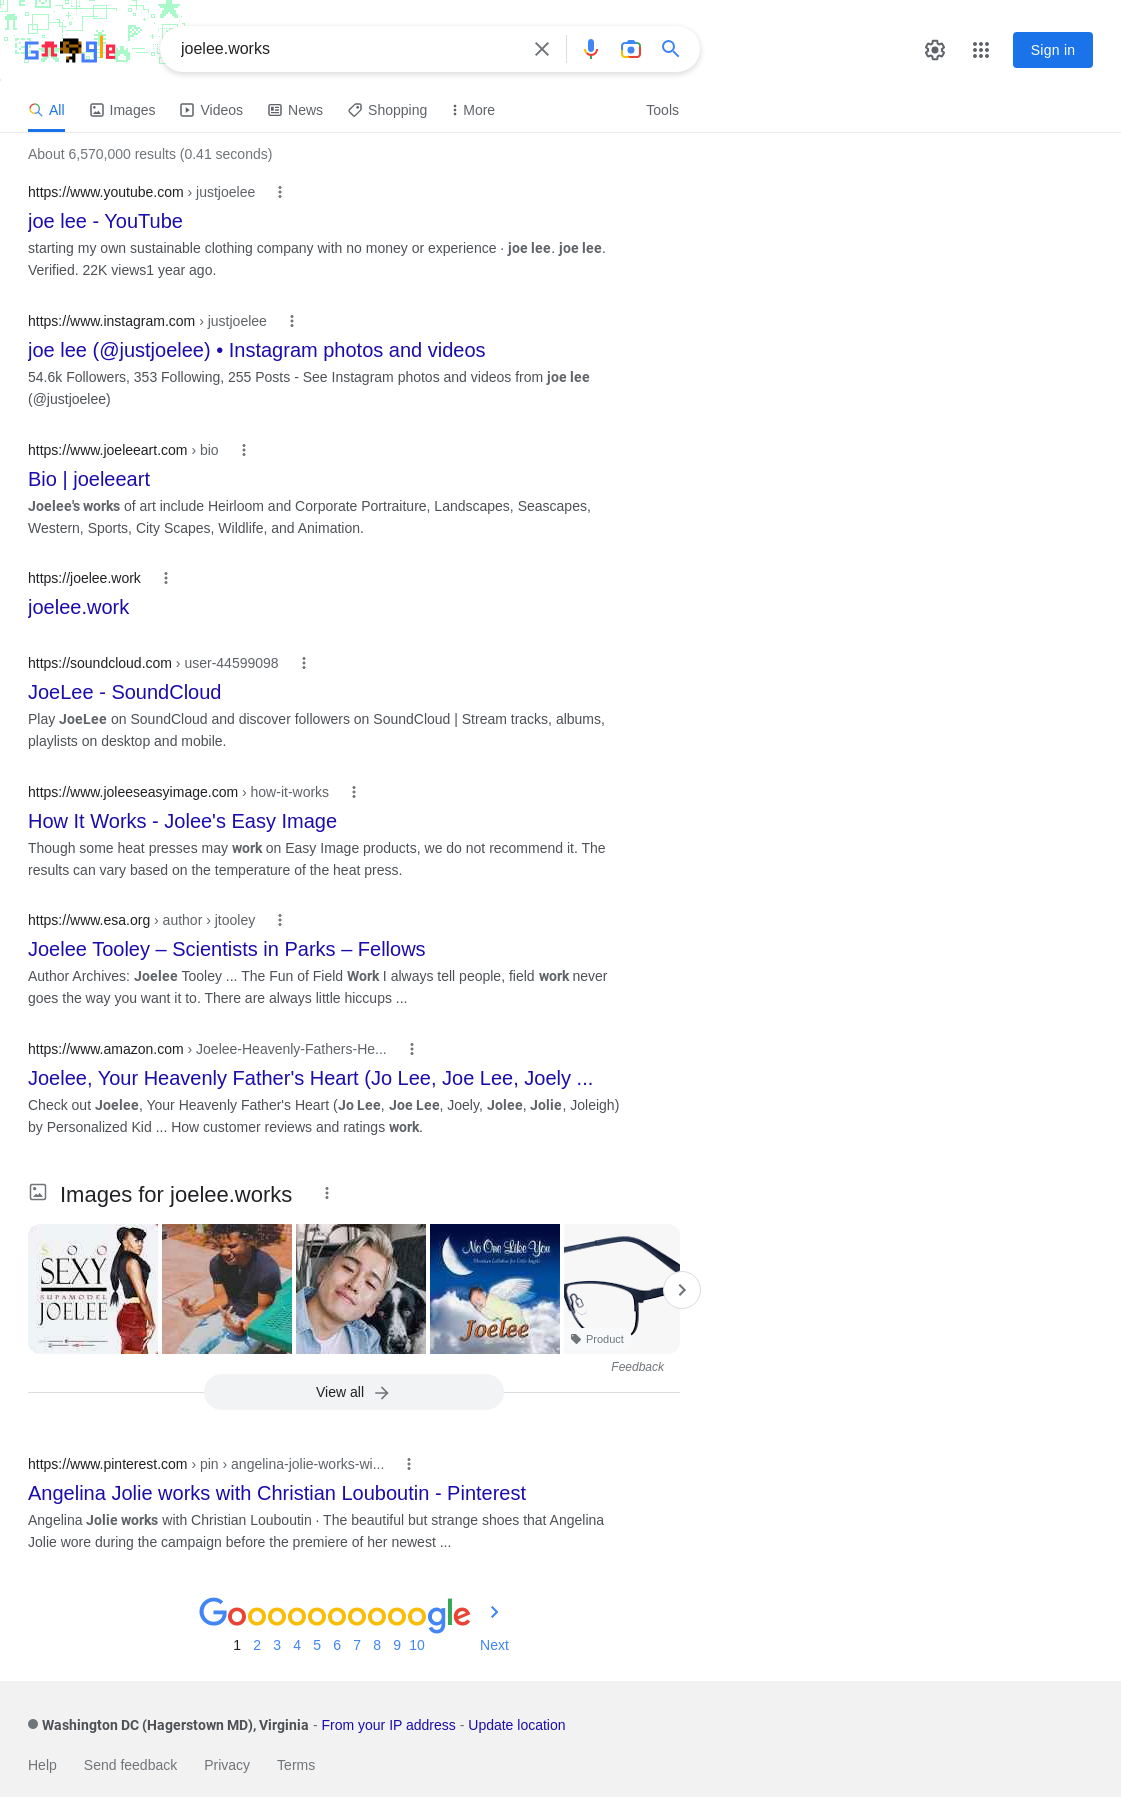 Google
joelee.works
Sign in
All Images Videos News Shopping More Tools
About 6,570,000 results (0.41 seconds)
https://www.youtube.com › justjoelee
joe lee - YouTube
starting my own sustainable clothing company with no money or experience · joe lee. joe lee.
Verified. 22K views1 year ago.
https://www.instagram.com › justjoelee
joe lee (@justjoelee) • Instagram photos and videos
54.6k Followers, 353 Following, 255 Posts - See Instagram photos and videos from joe lee
(@justjoelee)
https://www.joeleeart.com › bio
Bio | joeleeart
Joelee's works of art include Heirloom and Corporate Portraiture, Landscapes, Seascapes,
Western, Sports, City Scapes, Wildlife, and Animation.
https://joelee.work
joelee.work
https://soundcloud.com › user-44599098
JoeLee - SoundCloud
Play JoeLee on SoundCloud and discover followers on SoundCloud | Stream tracks, albums,
playlists on desktop and mobile.
https://www.joleeseasyimage.com › how-it-works
How It Works - Jolee's Easy Image
Though some heat presses may work on Easy Image products, we do not recommend it. The
results can vary based on the temperature of the heat press.
https://www.esa.org › author › jtooley
Joelee Tooley – Scientists in Parks – Fellows
Author Archives: Joelee Tooley ... The Fun of Field Work I always tell people, field work never
goes the way you want it to. There are always little hiccups ...
https://www.amazon.com › Joelee-Heavenly-Fathers-He...
Joelee, Your Heavenly Father's Heart (Jo Lee, Joe Lee, Joely ...
Check out Joelee, Your Heavenly Father's Heart (Jo Lee, Joe Lee, Joely, Jolee, Jolie, Joleigh)
by Personalized Kid ... How customer reviews and ratings work.
Images for joelee.works
SOO
SEXY
SUPAMODEL
JOELEE
No One Like You
Joelee
Product
Feedback
View all
https://www.pinterest.com › pin › angelina-jolie-works-wi...
Angelina Jolie works with Christian Louboutin - Pinterest
Angelina Jolie works with Christian Louboutin · The beautiful but strange shoes that Angelina
Jolie wore during the campaign before the premiere of her newest ...
Goooooooooogle
1 2 3 4 5 6 7 8 9 10 Next
Washington DC (Hagerstown MD), Virginia - From your IP address - Update location
Help Send feedback Privacy Terms